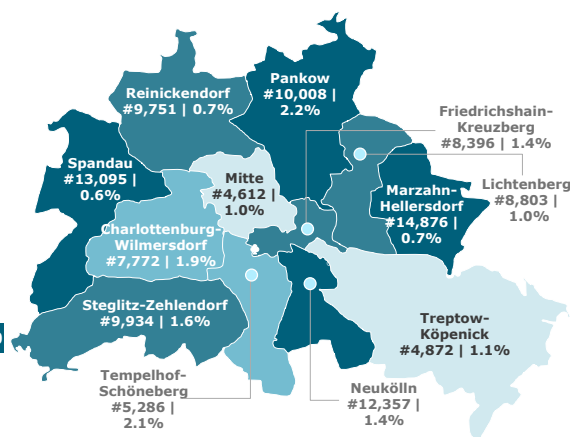 Reinickendorf
#9,751 | 0.7%
Pankow
#10,008 |
2.2%
Friedrichshain-
Kreuzberg
#8,396 | 1.4%
Spandau
#13,095 |
0.6%
Mitte
#4,612 |
1.0%
Marzahn-
Hellersdorf
#14,876 |
0.7%
Lichtenberg
#8,803 |
1.0%
Charlottenburg-
Wilmersdorf
#7,772 | 1.9%
Steglitz-Zehlendorf
#9,934 | 1.6%
Treptow-
Köpenick
#4,872 | 1.1%
Tempelhof-
Schöneberg
#5,286 |
2.1%
Neukölln
#12,357 |
1.4%